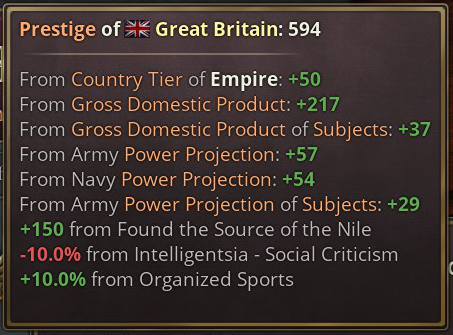 Prestige of Great Britain: 594
From Country Tier of Empire: +50
From Gross Domestic Product: +217
From Gross Domestic Product of Subjects: +37
From Army Power Projection: +57
From Navy Power Projection: +54
From Army Power Projection of Subjects: +29
+150 from Found the Source of the Nile
-10.0% from Intelligentsia - Social Criticism
+10.0% from Organized Sports